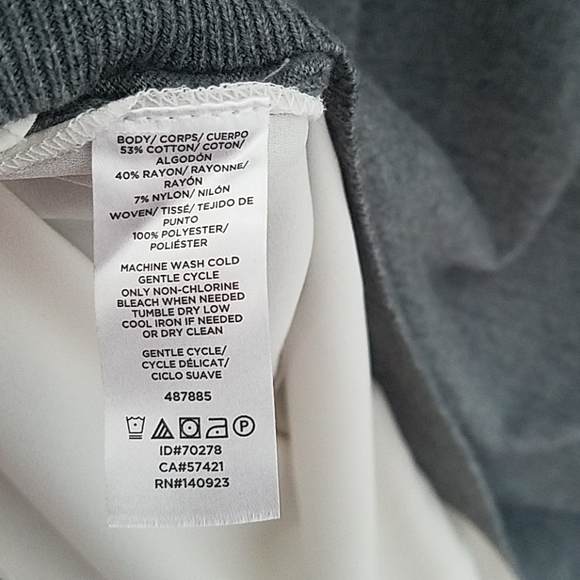 BODY/ CORPS/ CUERPO
53% COTTON/ COTON/
ALGODÓN
40% RAYON/ RAYONNE/
RAYÓN
7% NYLON/ NILÓN
WOVEN/ TISSÉ/ TEJIDO DE
PUNTO
100% POLYESTER/
POLIÉSTER
MACHINE WASH COLD
GENTLE CYCLE
ONLY NON-CHLORINE
BLEACH WHEN NEEDED
TUMBLE DRY LOW
COOL IRON IF NEEDED
OR DRY CLEAN
GENTLE CYCLE/
CYCLE DÉLICAT/
CICLO SUAVE
487885
P
ID#70278
CA#57421
RN#140923